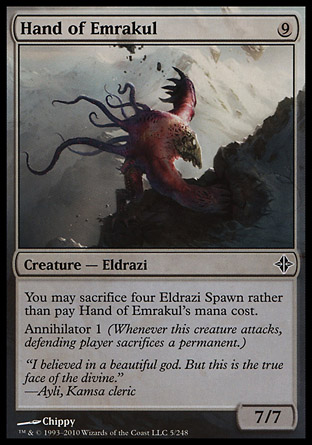 Hand of Emrakul 9
Creature — Eldrazi
You may sacrifice four Eldrazi Spawn rather
than pay Hand of Emrakul's mana cost.
Annihilator 1 (Whenever this creature attacks,
defending player sacrifices a permanent.)
"I believed in a beautiful god. But this is the true
face of the divine."
—Ayli, Kamsa cleric
Chippy
™ & © 1993-2010 Wizards of the Coast LLC 5/248
7/7